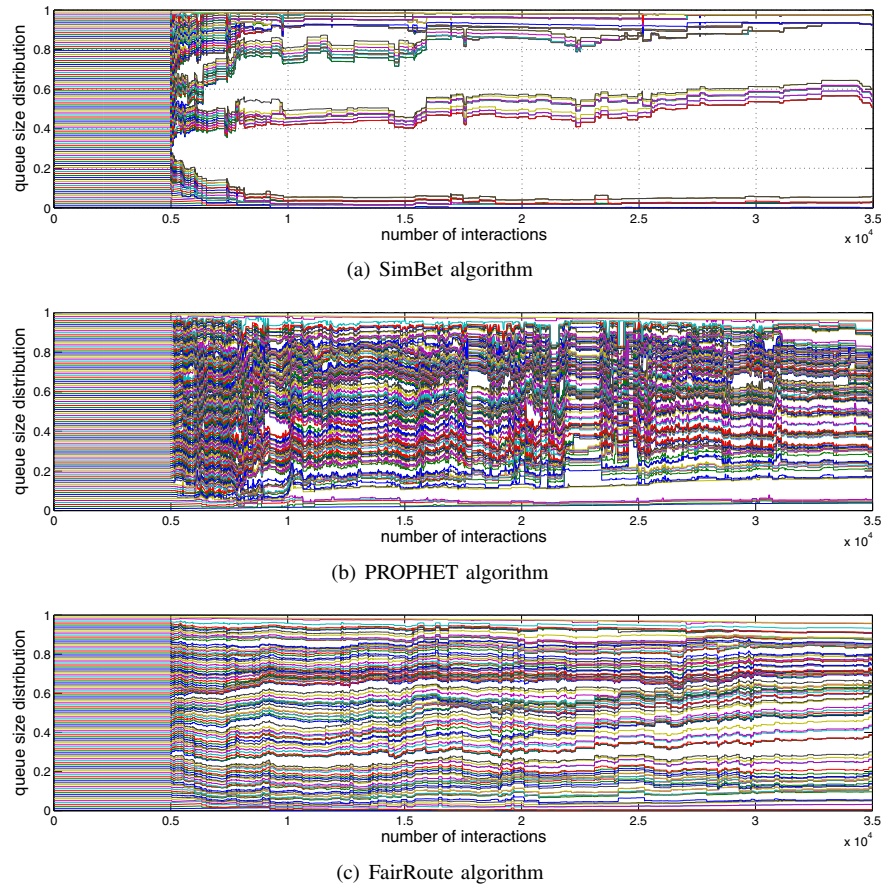 queue size distribution
1
0.8
0.6
0.4
0.2
0
0 0.5 1 1.5 2 2.5 3 3.5
number of interactions
x 10^4
(a) SimBet algorithm
queue size distribution
1
0.8
0.6
0.4
0.2
0
0 0.5 1 1.5 2 2.5 3 3.5
number of interactions
x 10^4
(b) PROPHET algorithm
queue size distribution
1
0.8
0.6
0.4
0.2
0
0 0.5 1 1.5 2 2.5 3 3.5
number of interactions
x 10^4
(c) FairRoute algorithm